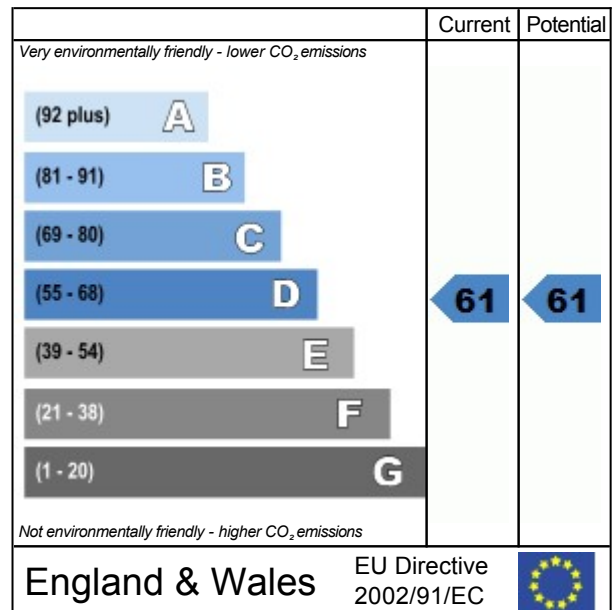 Current Potential
Very environmentally friendly - lower CO₂ emissions
(92 plus) A
(81 - 91) B
(69 - 80) C
(55 - 68) D 61 61
(39 - 54) E
(21 - 38) F
(1 - 20) G
Not environmentally friendly - higher CO₂ emissions
England & Wales
EU Directive
2002/91/EC